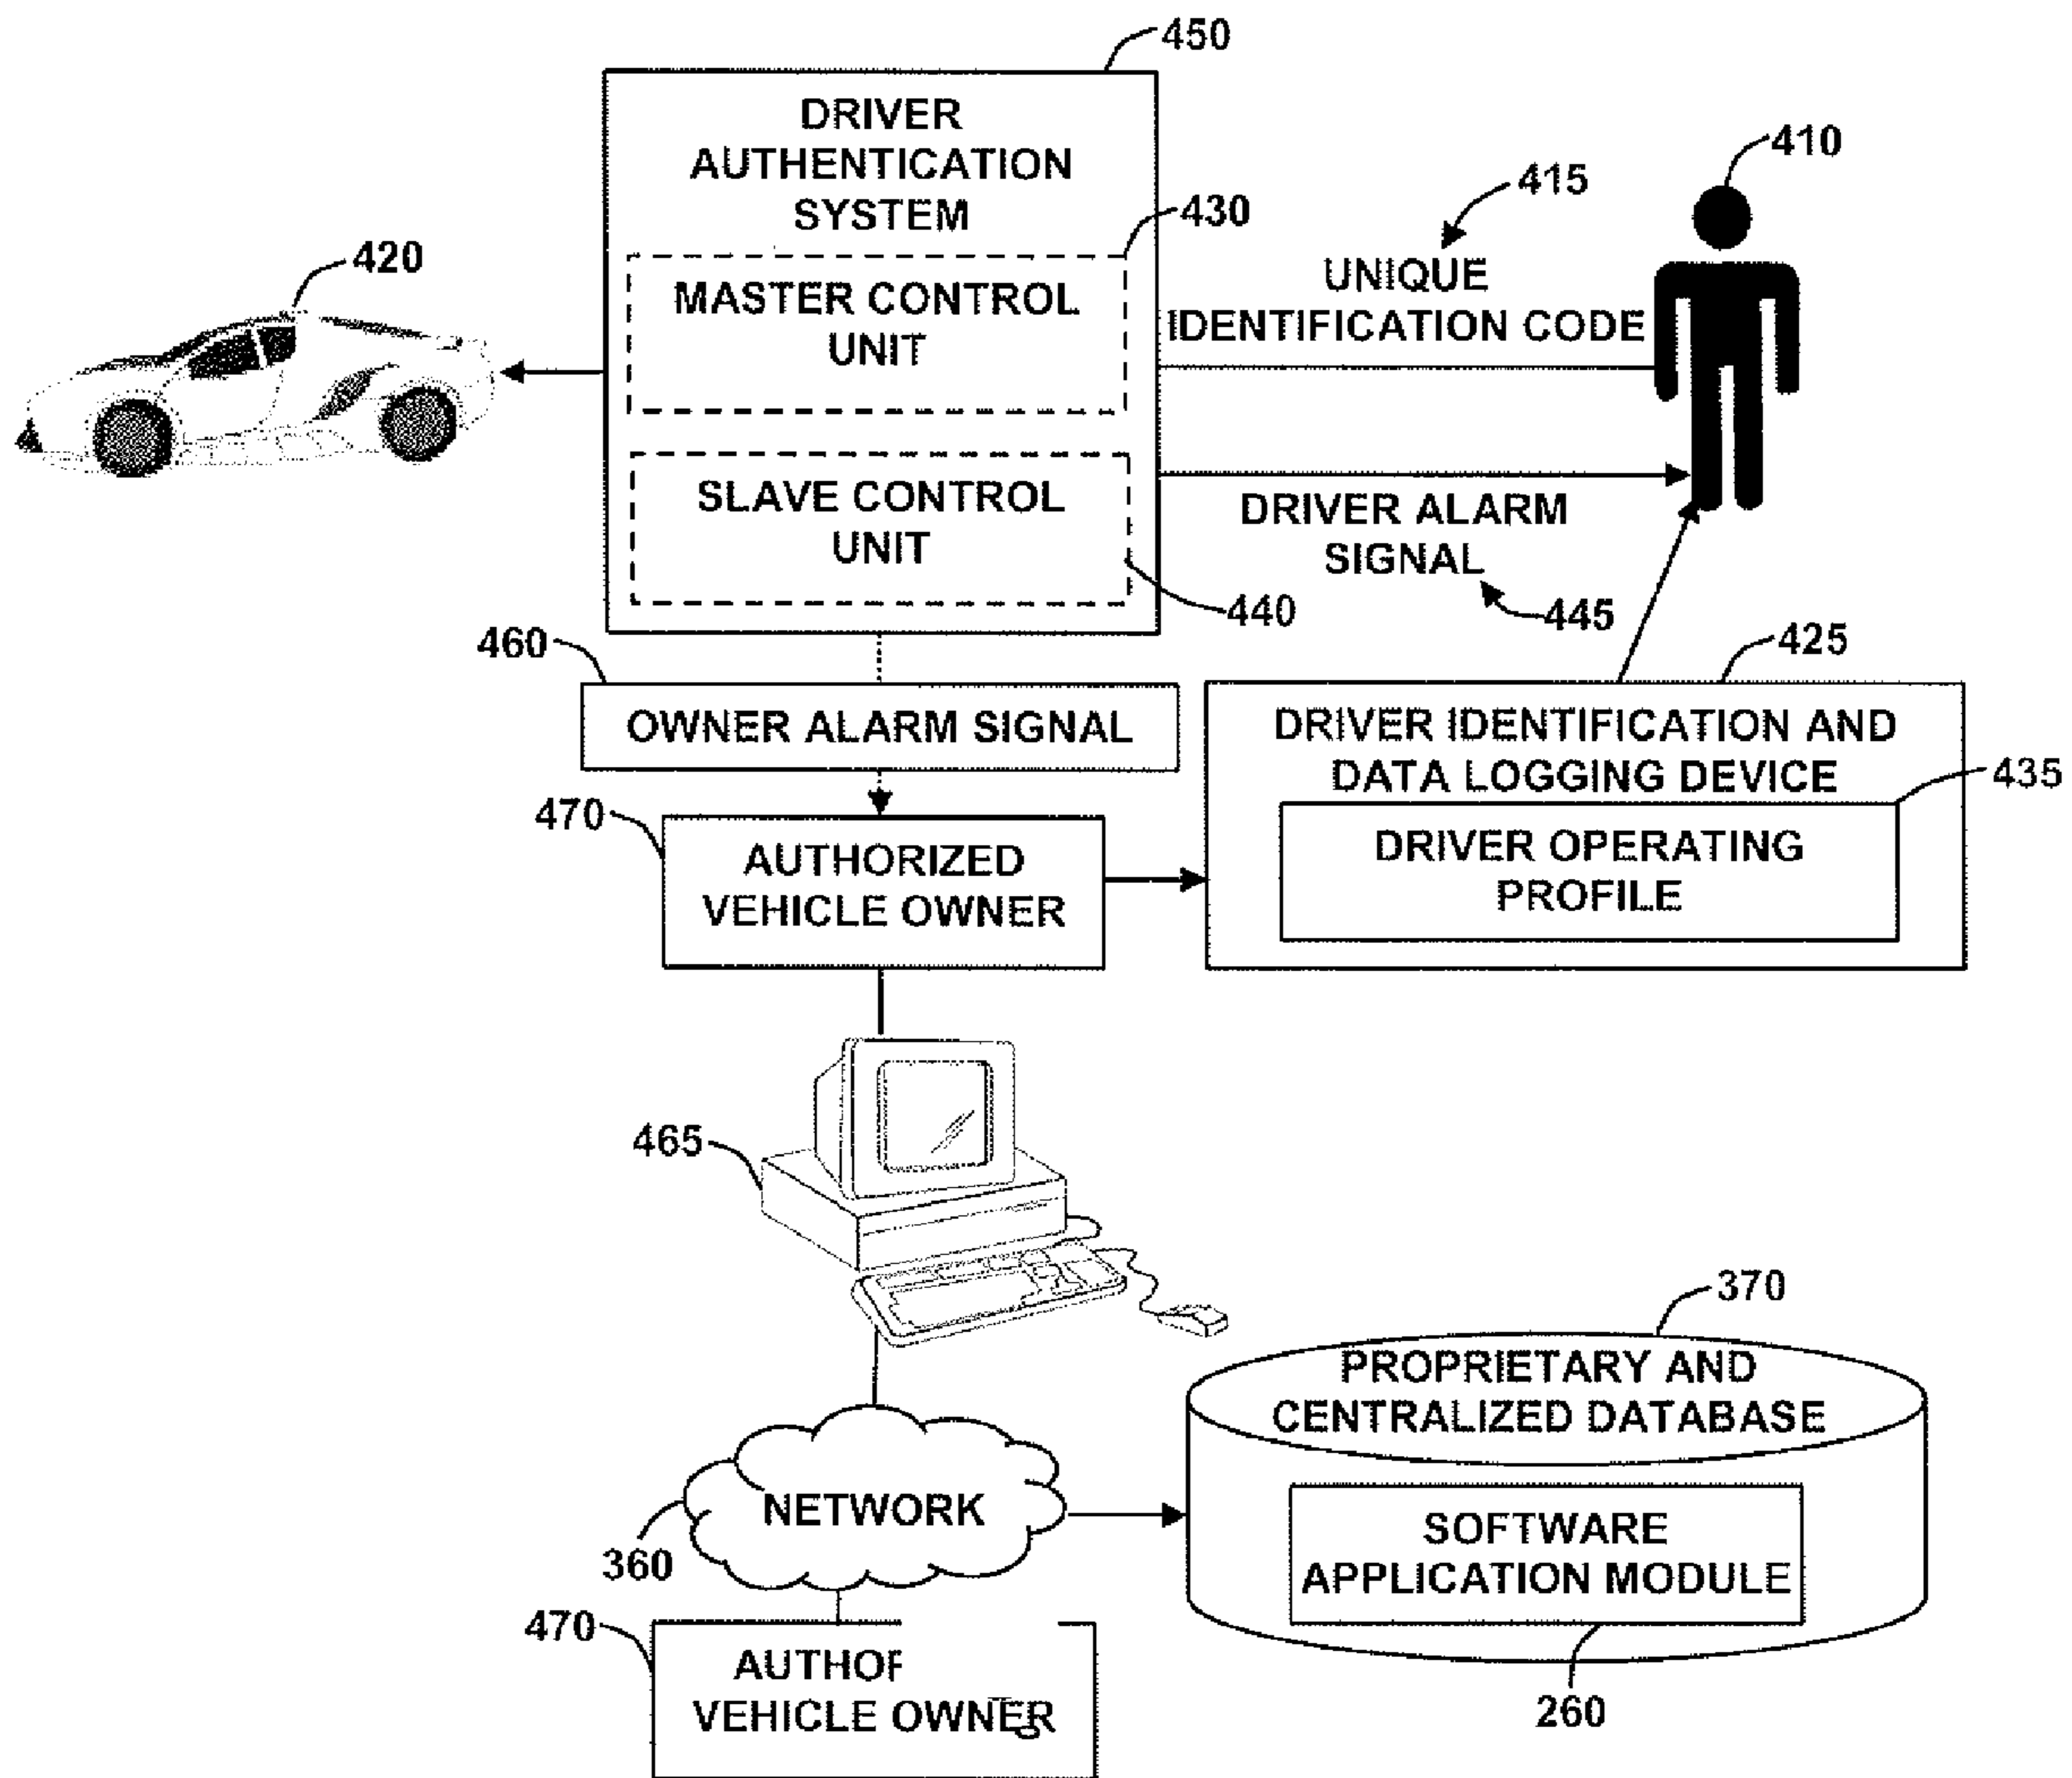 450
DRIVER
AUTHENTICATION
SYSTEM
410
415
430
420
UNIQUE
IDENTIFICATION CODE
MASTER CONTROL
UNIT
SLAVE CONTROL
UNIT
DRIVER ALARM
SIGNAL
440
445
460
425
OWNER ALARM SIGNAL
DRIVER IDENTIFICATION AND
DATA LOGGING DEVICE
435
470
AUTHORIZED
VEHICLE OWNER
DRIVER OPERATING
PROFILE
465
370
PROPRIETARY AND
CENTRALIZED DATABASE
NETWORK
360
SOFTWARE
APPLICATION MODULE
470
VEHICLE OWNER
260